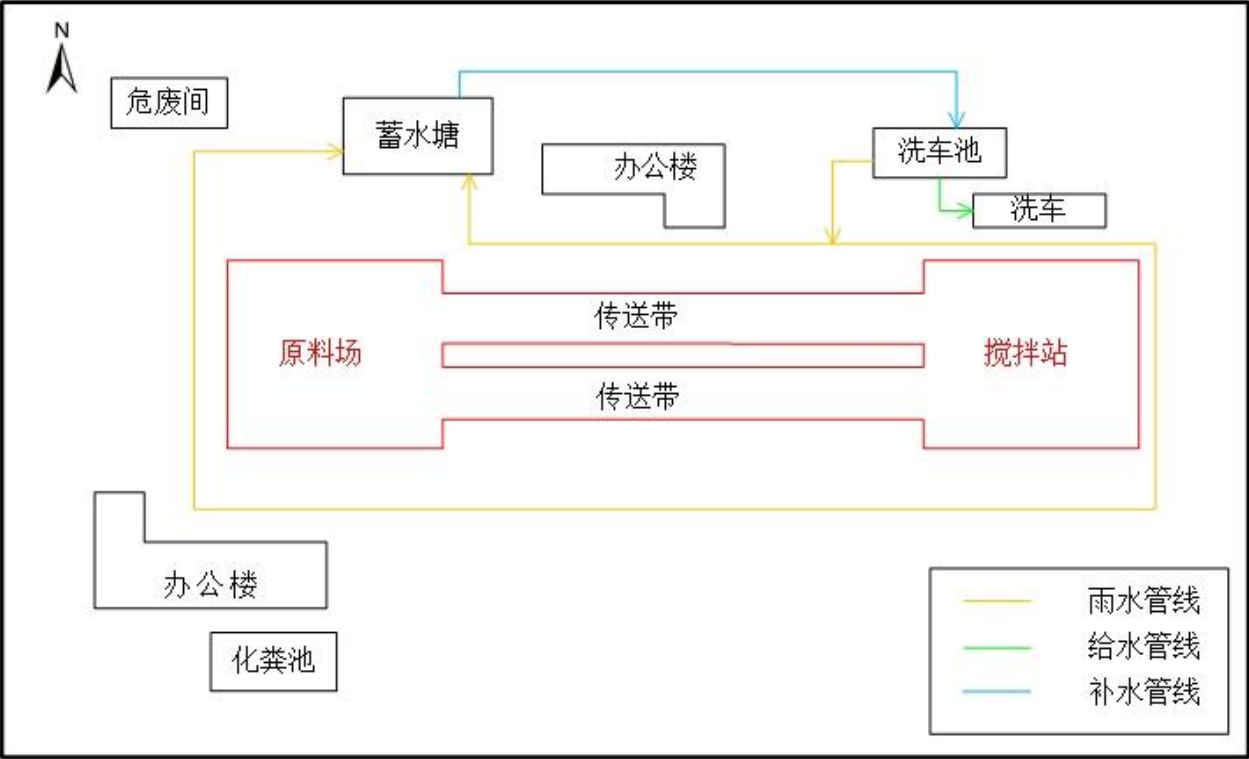 N
危废间
蓄水塘
办公楼
洗车池
洗车
传送带
原料场
搅拌站
传送带
办公楼
化粪池
雨水管线
给水管线
补水管线